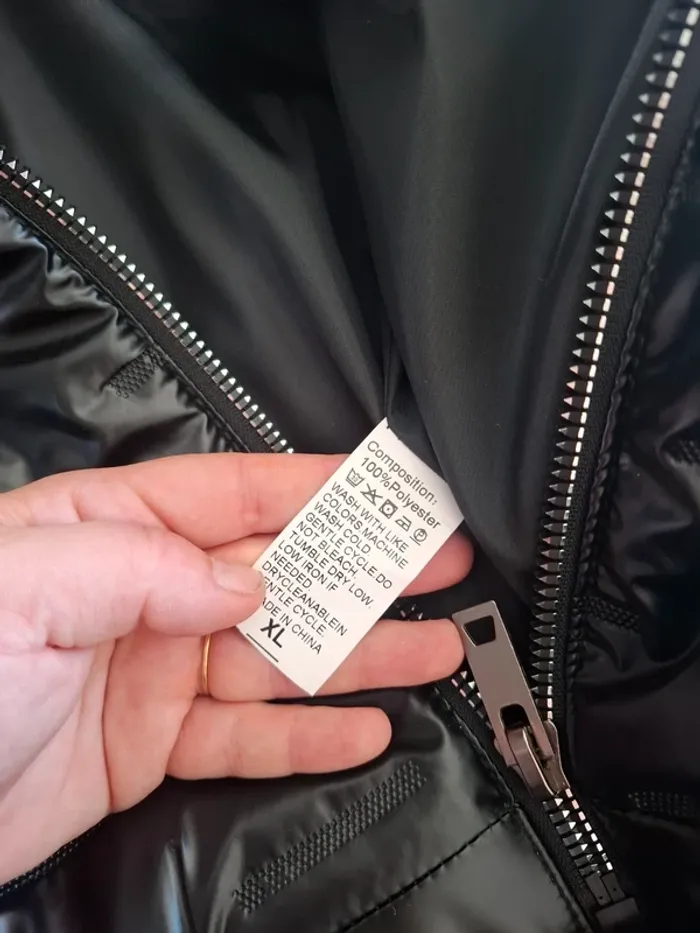 Composition:
100%Polyester
WASH WITH LIKE
COLORS.MACHINE
WASH COLD
GENTLE CYCLE.DO
NOT BLEACH,
TUMBLE DRY LOW.
LOW IRON IF
NEEDED
DRYCLEANABLEIN
ENTLE CYCLE.
ADE IN CHINA
XL